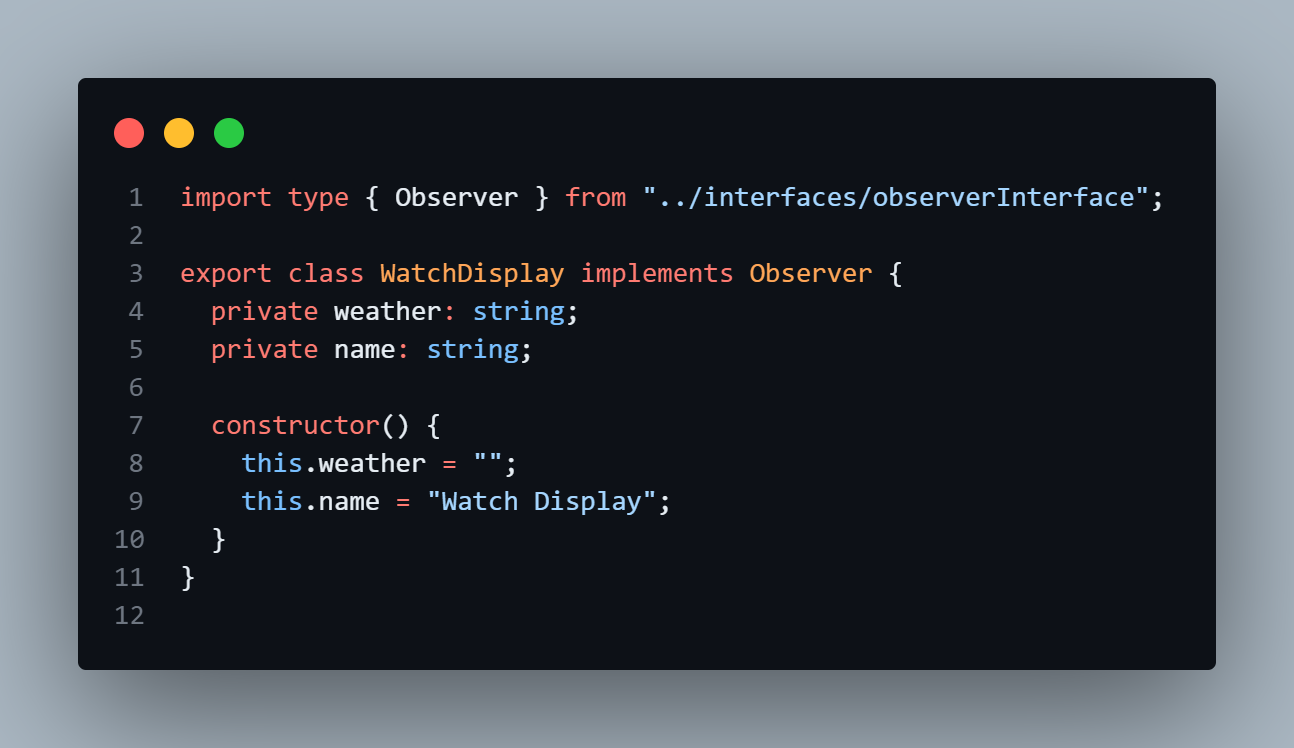 1 import type { Observer } from "../interfaces/observerInterface";
2
3 export class WatchDisplay implements Observer {
4   private weather: string;
5   private name: string;
6
7   constructor() {
8     this.weather = "";
9     this.name = "Watch Display";
10   }
11 }
12